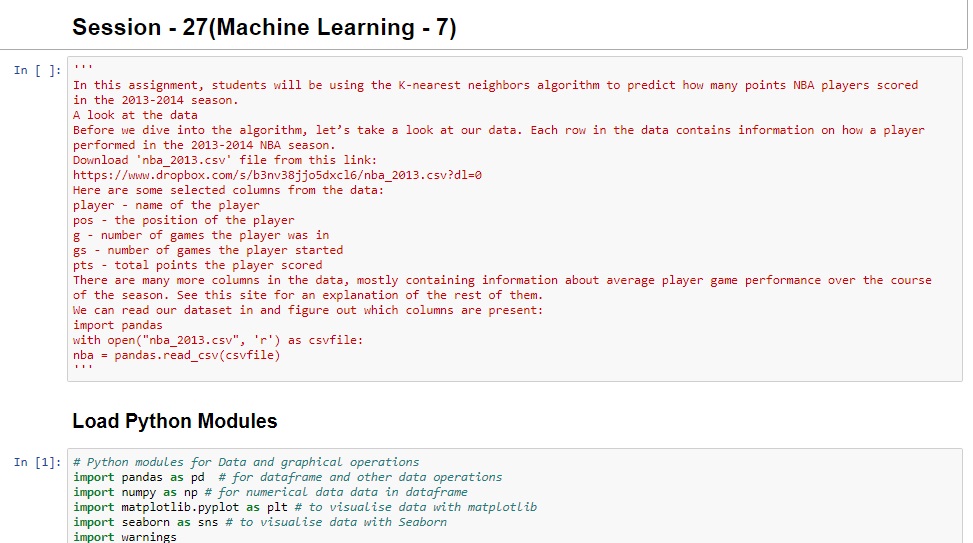 Session - 27(Machine Learning - 7)
In [ ]: '''
In this assignment, students will be using the K-nearest neighbors algorithm to predict how many points NBA players scored
in the 2013-2014 season.
A look at the data
Before we dive into the algorithm, let’s take a look at our data. Each row in the data contains information on how a player
performed in the 2013-2014 NBA season.
Download 'nba_2013.csv' file from this link:
https://www.dropbox.com/s/b3nv38jjo5dxcl6/nba_2013.csv?dl=0
Here are some selected columns from the data:
player - name of the player
pos - the position of the player
g - number of games the player was in
gs - number of games the player started
pts - total points the player scored
There are many more columns in the data, mostly containing information about average player game performance over the course
of the season. See this site for an explanation of the rest of them.
We can read our dataset in and figure out which columns are present:
import pandas
with open("nba_2013.csv", 'r') as csvfile:
nba = pandas.read_csv(csvfile)
'''
Load Python Modules
In [1]: # Python modules for Data and graphical operations
import pandas as pd  # for dataframe and other data operations
import numpy as np # for numerical data data in dataframe
import matplotlib.pyplot as plt # to visualise data with matplotlib
import seaborn as sns # to visualise data with Seaborn
import warnings